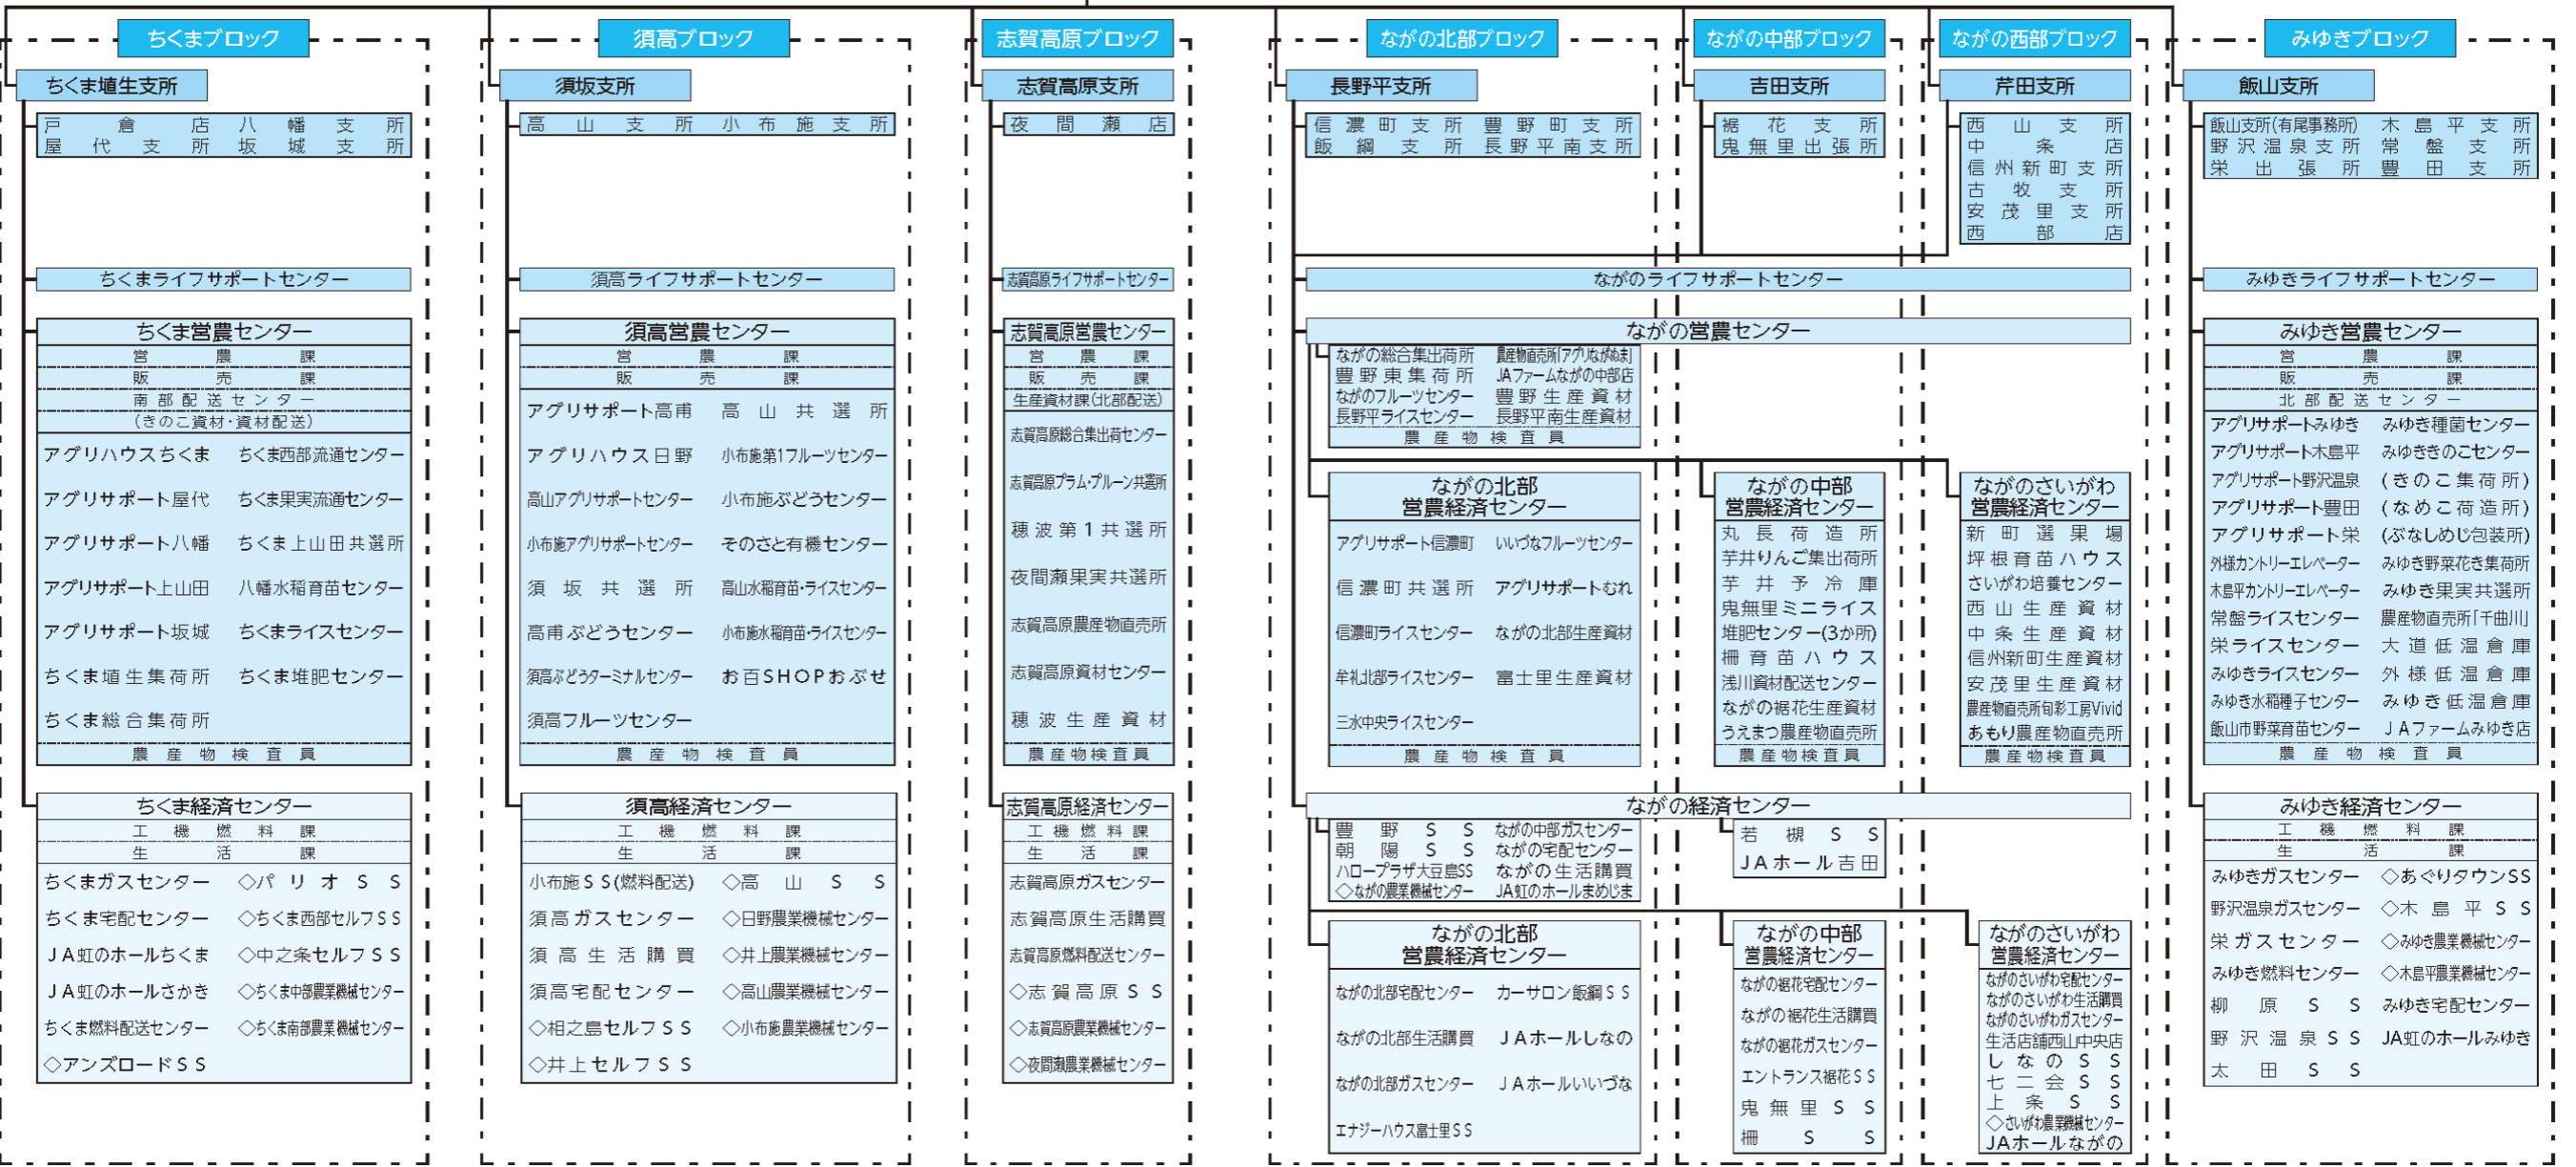 ちくまブロック
ちくま埴生支所
戸倉店 八幡支所
屋代支所 坂城支所
ちくまライフサポートセンター
ちくま営農センター
営農課
販売課
南部配送センター
(きのこ資材・資材配送)
アグリハウスちくま ちくま西部流通センター
アグリサポート屋代 ちくま果実流通センター
アグリサポート八幡 ちくま上山田共選所
アグリサポート上山田 八幡水稲育苗センター
アグリサポート坂城 ちくまライスセンター
ちくま埴生集荷所 ちくま堆肥センター
ちくま総合集荷所
農産物検査員
ちくま経済センター
工機燃料課
生活課
ちくまガスセンター ◇パリオSS
ちくま宅配センター ◇ちくま西部セルフSS
JA虹のホールちくま ◇中之条セルフSS
JA虹のホールさかき ◇ちくま中部農業機械センター
ちくま燃料配送センター ◇ちくま南部農業機械センター
◇アンズロードSS
須高ブロック
須坂支所
高山支所 小布施支所
須高ライフサポートセンター
須高営農センター
営農課
販売課
アグリサポート高甫 高山共選所
アグリハウス日野 小布施第1フルーツセンター
高山アグリサポートセンター 小布施ぶどうセンター
小布施アグリサポートセンター そのさと有機センター
須坂共選所 高山水稲育苗・ライスセンター
高甫ぶどうセンター 小布施水稲育苗・ライスセンター
須高ぶどうターミナルセンター お百SHOPおぶせ
須高フルーツセンター
農産物検査員
須高経済センター
工機燃料課
生活課
小布施SS(燃料配送) ◇高山SS
須高ガスセンター ◇日野農業機械センター
須高生活購買 ◇井上農業機械センター
須高宅配センター ◇高山農業機械センター
◇相之島セルフSS ◇小布施農業機械センター
◇井上セルフSS
志賀高原ブロック
志賀高原支所
夜間瀬店
志賀高原ライフサポートセンター
志賀高原営農センター
営農課
販売課
生産資材課(北部配送)
志賀高原総合集出荷センター
志賀高原プラム・プルーン共選所
穂波第1共選所
夜間瀬果実共選所
志賀高原農産物直売所
志賀高原資材センター
穂波生産資材
農産物検査員
志賀高原経済センター
工機燃料課
生活課
志賀高原ガスセンター
志賀高原生活購買
志賀高原燃料配送センター
◇志賀高原SS
◇志賀高原農業機械センター
◇夜間瀬農業機械センター
ながの北部ブロック
長野平支所
信濃町支所 豊野町支所
飯綱支所 長野平南支所
ながの中部ブロック
吉田支所
裾花支所
鬼無里出張所
ながの西部ブロック
芹田支所
西山支所
中条店
信州新町支所
古牧支所
安茂里支所
西部店
ながのライフサポートセンター
ながの営農センター
ながの総合集出荷所 農産物直売所「アグリながぬま」
豊野東集荷所 JAファームながの中部店
ながのフルーツセンター 豊野生産資材
長野平ライスセンター 長野平南生産資材
農産物検査員
ながの北部
営農経済センター
アグリサポート信濃町 いいづなフルーツセンター
信濃町共選所 アグリサポートむれ
信濃町ライスセンター ながの北部生産資材
牟礼北部ライスセンター 富士里生産資材
三水中央ライスセンター
農産物検査員
ながの中部
営農経済センター
丸長荷造所
芋井りんご集出荷所
芋井予冷庫
鬼無里ミニライス
堆肥センター(3か所)
柵育苗ハウス
浅川資材配送センター
ながの裾花生産資材
うえまつ農産物直売所
農産物検査員
ながのさいがわ
営農経済センター
新町選果場
坪根育苗ハウス
さいがわ培養センター
西山生産資材
中条生産資材
信州新町生産資材
安茂里生産資材
農産物直売所旬彩工房Vivid
あもり農産物直売所
農産物検査員
ながの経済センター
豊野SS ながの中部ガスセンター
朝陽SS ながの宅配センター
ハロープラザ大豆島SS ながの生活購買
◇ながの農業機械センター JA虹のホールまめじま
若槻SS
JAホール吉田
ながの北部
営農経済センター
ながの北部宅配センター カーサロン飯綱SS
ながの北部生活購買 JAホールしなの
ながの北部ガスセンター JAホールいいづな
エナジーハウス富士里SS
ながの中部
営農経済センター
ながの裾花宅配センター
ながの裾花生活購買
ながの裾花ガスセンター
エントランス裾花SS
鬼無里SS
柵SS
ながのさいがわ
営農経済センター
ながのさいがわ宅配センター
ながのさいがわ生活購買
ながのさいがわガスセンター
生活店舗西山中央店
しなのSS
七二会SS
上条SS
◇さいがわ農業機械センター
JAホールながの
みゆきブロック
飯山支所
飯山支所(有尾事務所) 木島平支所
野沢温泉支所 常盤支所
栄出張所 豊田支所
みゆきライフサポートセンター
みゆき営農センター
営農課
販売課
北部配送センター
アグリサポートみゆき みゆき種菌センター
アグリサポート木島平 みゆききのこセンター
アグリサポート野沢温泉 (きのこ集荷所)
アグリサポート豊田 (なめこ荷造所)
アグリサポート栄 (ぶなしめじ包装所)
外様カントリーエレベーター みゆき野菜花き集荷所
木島平カントリーエレベーター みゆき果実共選所
常盤ライスセンター 農産物直売所「千曲川」
栄ライスセンター 大道低温倉庫
みゆきライスセンター 外様低温倉庫
みゆき水稲種子センター みゆき低温倉庫
飯山市野菜育苗センター JAファームみゆき店
農産物検査員
みゆき経済センター
工機燃料課
生活課
みゆきガスセンター ◇あぐりタウンSS
野沢温泉ガスセンター ◇木島平SS
栄ガスセンター ◇みゆき農業機械センター
みゆき燃料センター ◇木島平農業機械センター
柳原SS みゆき宅配センター
野沢温泉SS JA虹のホールみゆき
太田SS